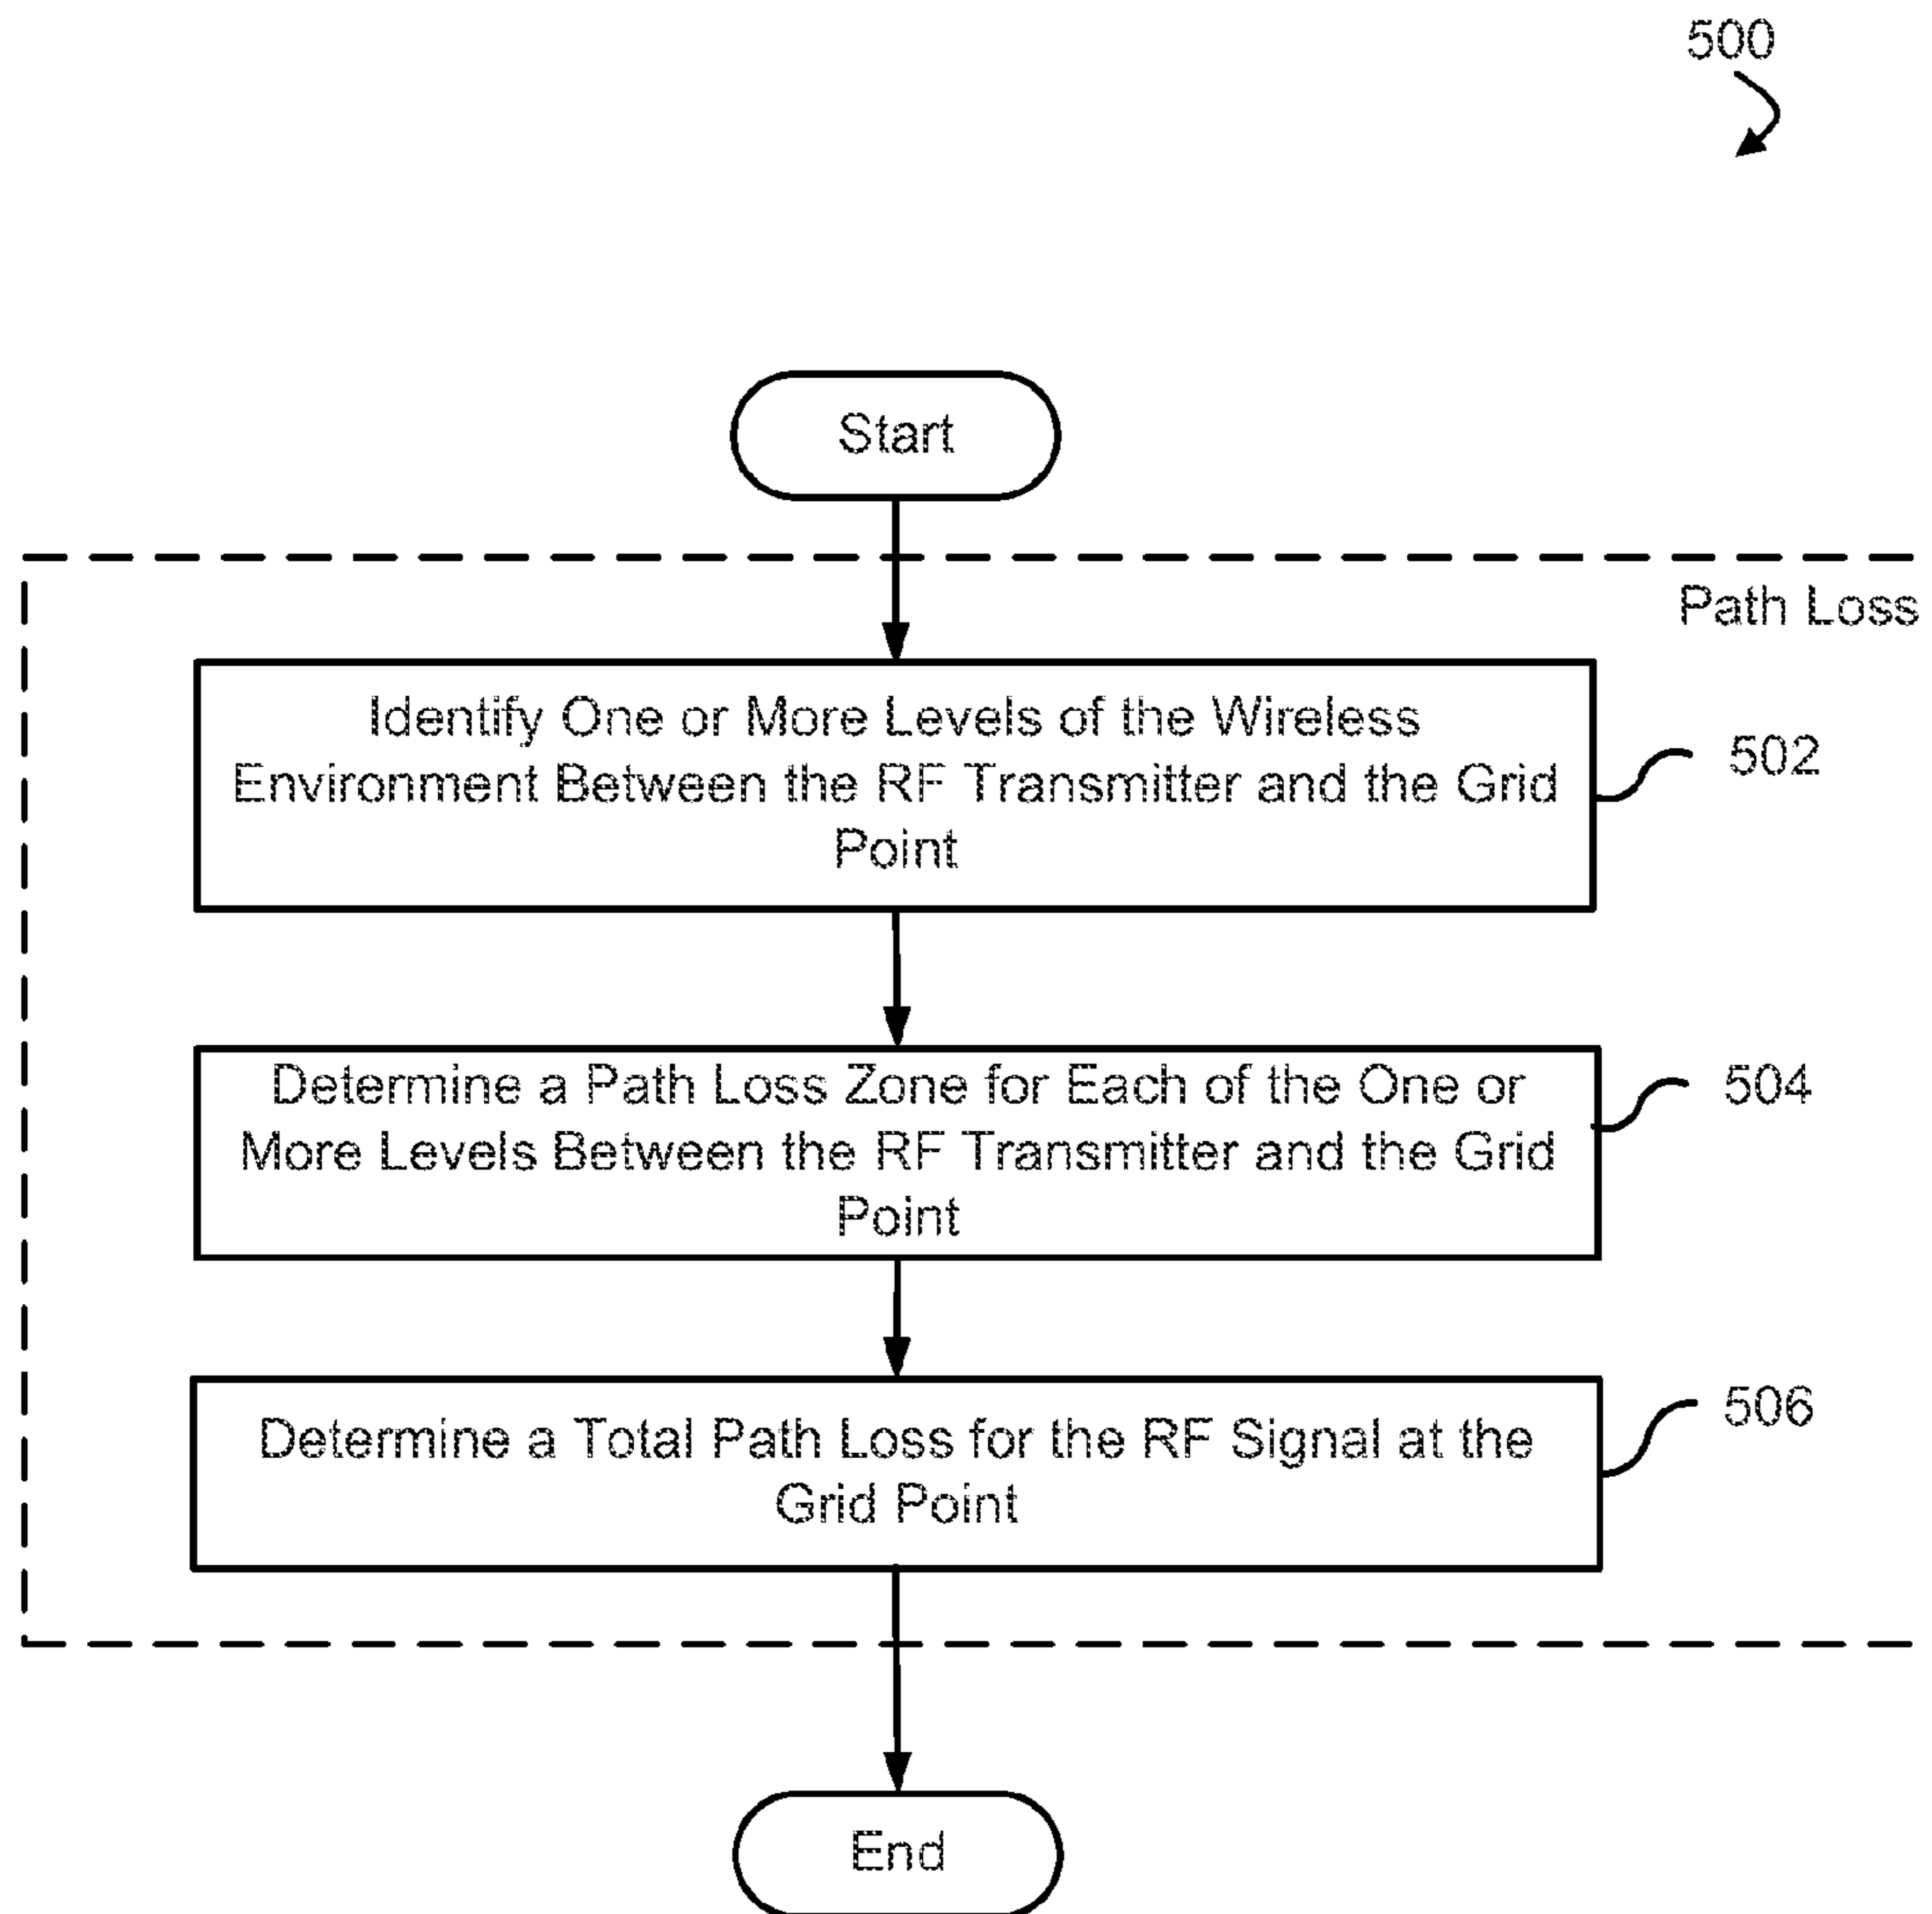 500
Start
Path Loss
Identify One or More Levels of the Wireless
Environment Between the RF Transmitter and the Grid
Point
502
Determine a Path Loss Zone for Each of the One or
More Levels Between the RF Transmitter and the Grid
Point
504
Determine a Total Path Loss for the RF Signal at the
Grid Point
506
End